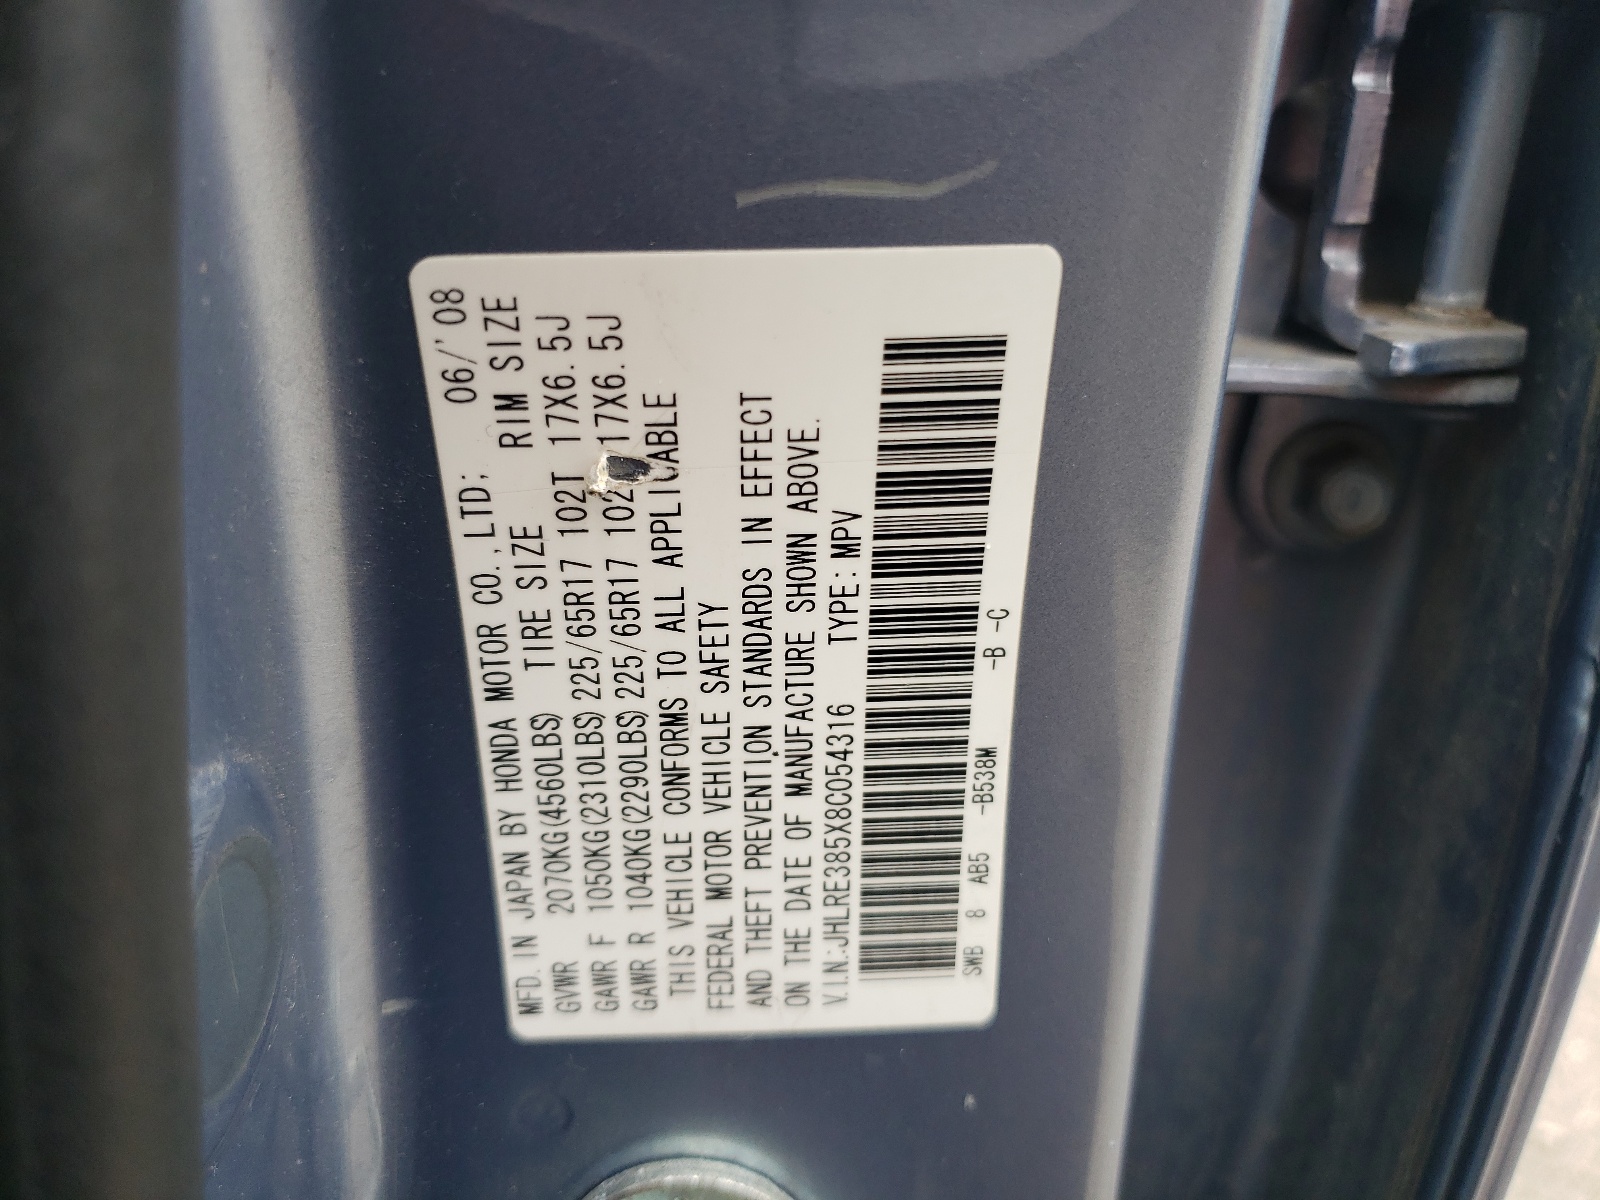 MFD. IN JAPAN BY HONDA MOTOR CO., LTD; 06/'08
GVWR 2070KG(4560LBS) TIRE SIZE RIM SIZE
GAWR F 1050KG(2310LBS) 225/65R17 102T 17X6.5J
GAWR R 1040KG(2290LBS) 225/65R17 102 17X6.5J
THIS VEHICLE CONFORMS TO ALL APPLICABLE
FEDERAL MOTOR VEHICLE SAFETY
AND THEFT PREVENTION STANDARDS IN EFFECT
ON THE DATE OF MANUFACTURE SHOWN ABOVE.
V.I.N.:JHLRE385X8C054316 TYPE: MPV
SWB 8 AB5 -B538M -B -C